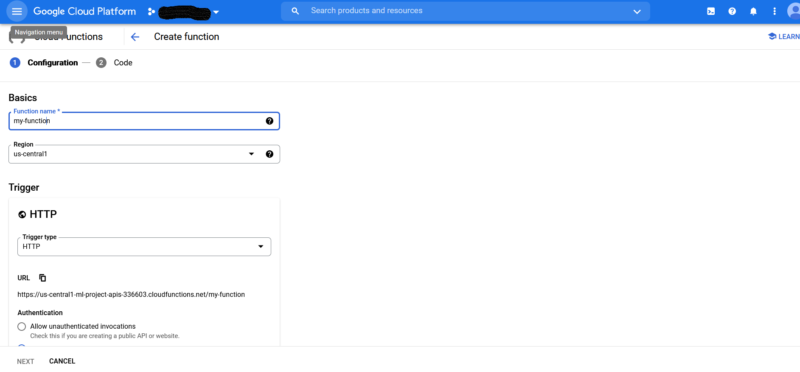 Google Cloud Platform
Search products and resources
Navigation menu
Functions
Create function
LEARN
1 Configuration — 2 Code
Basics
Function name *
my-function
Region
us-central1
Trigger
HTTP
Trigger type
HTTP
URL
https://us-central1-ml-project-apis-336603.cloudfunctions.net/my-function
Authentication
Allow unauthenticated invocations
Check this if you are creating a public API or website.
NEXT CANCEL